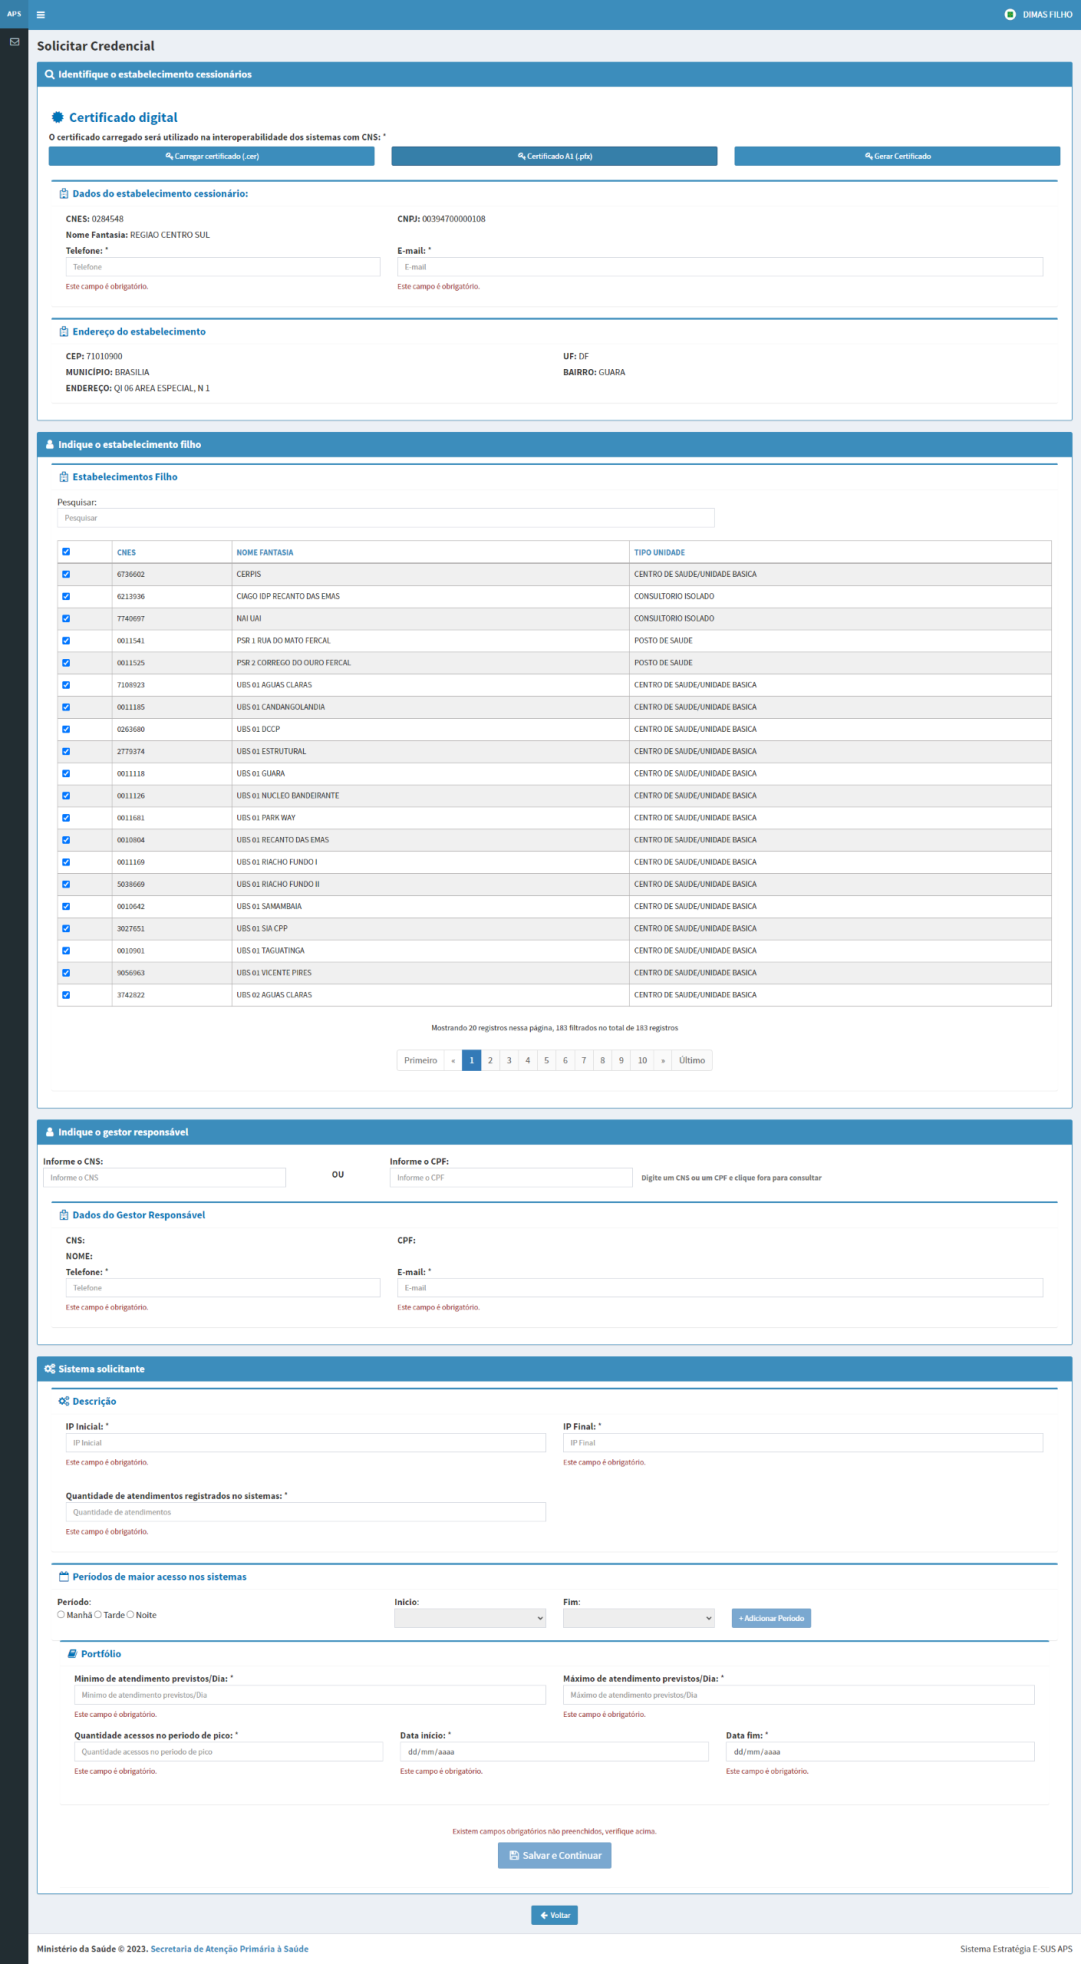 APS
DIMAS FILHO
Solicitar Credencial
Identifique o estabelecimento cessionários
Certificado digital
O certificado carregado será utilizado na interoperabilidade dos sistemas com CNS: *
Carregar certificado (.cer) Certificado A1 (.pfx) Gerar Certificado
Dados do estabelecimento cessionário:
CNES: 0284548 CNPJ: 00394700000108
Nome Fantasia: REGIAO CENTRO SUL
Telefone: * E-mail: *
Telefone E-mail
Este campo é obrigatório. Este campo é obrigatório.
Endereço do estabelecimento
CEP: 71010900 UF: DF
MUNICÍPIO: BRASILIA BAIRRO: GUARA
ENDEREÇO: QI 06 AREA ESPECIAL, N 1
Indique o estabelecimento filho
Estabelecimentos Filho
Pesquisar:
Pesquisar
CNES NOME FANTASIA TIPO UNIDADE
6736602 CERPIS CENTRO DE SAUDE/UNIDADE BASICA
6213936 CIAGO IDP RECANTO DAS EMAS CONSULTORIO ISOLADO
7740697 NAI UAI CONSULTORIO ISOLADO
0011541 PSR 1 RUA DO MATO FERCAL POSTO DE SAUDE
0011525 PSR 2 CORREGO DO OURO FERCAL POSTO DE SAUDE
7108923 UBS 01 AGUAS CLARAS CENTRO DE SAUDE/UNIDADE BASICA
0011185 UBS 01 CANDANGOLANDIA CENTRO DE SAUDE/UNIDADE BASICA
0263680 UBS 01 DCCP CENTRO DE SAUDE/UNIDADE BASICA
2779374 UBS 01 ESTRUTURAL CENTRO DE SAUDE/UNIDADE BASICA
0011118 UBS 01 GUARA CENTRO DE SAUDE/UNIDADE BASICA
0011126 UBS 01 NUCLEO BANDEIRANTE CENTRO DE SAUDE/UNIDADE BASICA
0011681 UBS 01 PARK WAY CENTRO DE SAUDE/UNIDADE BASICA
0010804 UBS 01 RECANTO DAS EMAS CENTRO DE SAUDE/UNIDADE BASICA
0011169 UBS 01 RIACHO FUNDO I CENTRO DE SAUDE/UNIDADE BASICA
5038669 UBS 01 RIACHO FUNDO II CENTRO DE SAUDE/UNIDADE BASICA
0010642 UBS 01 SAMAMBAIA CENTRO DE SAUDE/UNIDADE BASICA
3027651 UBS 01 SIA CPP CENTRO DE SAUDE/UNIDADE BASICA
0010901 UBS 01 TAGUATINGA CENTRO DE SAUDE/UNIDADE BASICA
9056963 UBS 01 VICENTE PIRES CENTRO DE SAUDE/UNIDADE BASICA
3742822 UBS 02 AGUAS CLARAS CENTRO DE SAUDE/UNIDADE BASICA
Mostrando 20 registros nessa página, 183 filtrados no total de 183 registros
Primeiro « 1 2 3 4 5 6 7 8 9 10 » Último
Indique o gestor responsável
Informe o CNS: Informe o CPF:
Informe o CNS OU Informe o CPF Digite um CNS ou um CPF e clique fora para consultar
Dados do Gestor Responsável
CNS: CPF:
NOME:
Telefone: * E-mail: *
Telefone E-mail
Este campo é obrigatório. Este campo é obrigatório.
Sistema solicitante
Descrição
IP Inicial: * IP Final: *
IP Inicial IP Final
Este campo é obrigatório. Este campo é obrigatório.
Quantidade de atendimentos registrados no sistemas: *
Quantidade de atendimentos
Este campo é obrigatório.
Períodos de maior acesso nos sistemas
Período: Inicio: Fim:
Manhã Tarde Noite + Adicionar Período
Portfólio
Minimo de atendimento previstos/Dia: * Máximo de atendimento previstos/Dia: *
Minimo de atendimento previstos/Dia Máximo de atendimento previstos/Dia
Este campo é obrigatório. Este campo é obrigatório.
Quantidade acessos no periodo de pico: * Data início: * Data fim: *
Quantidade acessos no periodo de pico dd/mm/aaaa dd/mm/aaaa
Este campo é obrigatório. Este campo é obrigatório. Este campo é obrigatório.
Existem campos obrigatórios não preenchidos, verifique acima.
Salvar e Continuar
Voltar
Ministério da Saúde © 2023. Secretaria de Atenção Primária à Saúde Sistema Estratégia E-SUS APS